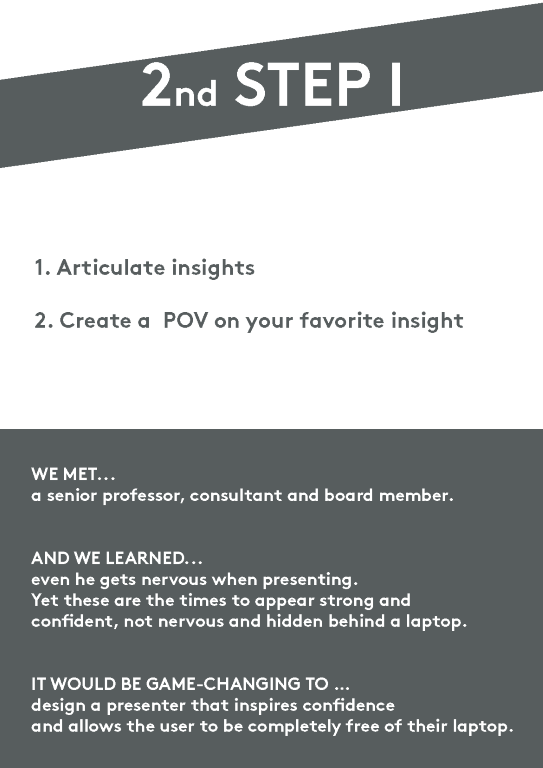 2nd STEP I
1. Articulate insights
2. Create a  POV on your favorite insight
WE MET...
a senior professor, consultant and board member.
AND WE LEARNED...
even he gets nervous when presenting.
Yet these are the times to appear strong and
confident, not nervous and hidden behind a laptop.
IT WOULD BE GAME-CHANGING TO ...
design a presenter that inspires confidence
and allows the user to be completely free of their laptop.